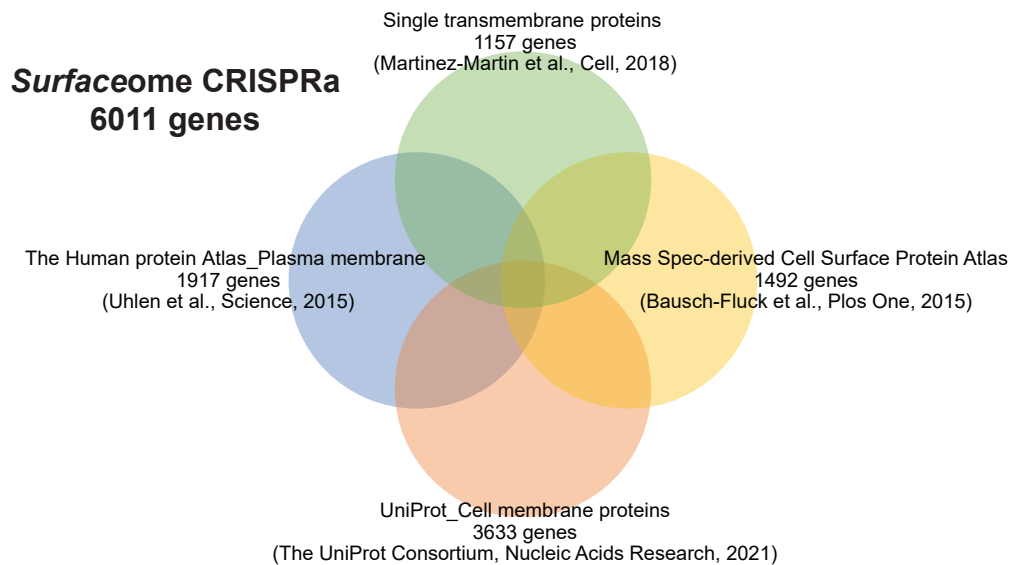 Single transmembrane proteins
1157 genes
(Martinez-Martin et al., Cell, 2018)
Surfaceome CRISPRa
6011 genes
The Human protein Atlas_Plasma membrane
1917 genes
(Uhlen et al., Science, 2015)
Mass Spec-derived Cell Surface Protein Atlas
1492 genes
(Bausch-Fluck et al., Plos One, 2015)
UniProt_Cell membrane proteins
3633 genes
(The UniProt Consortium, Nucleic Acids Research, 2021)